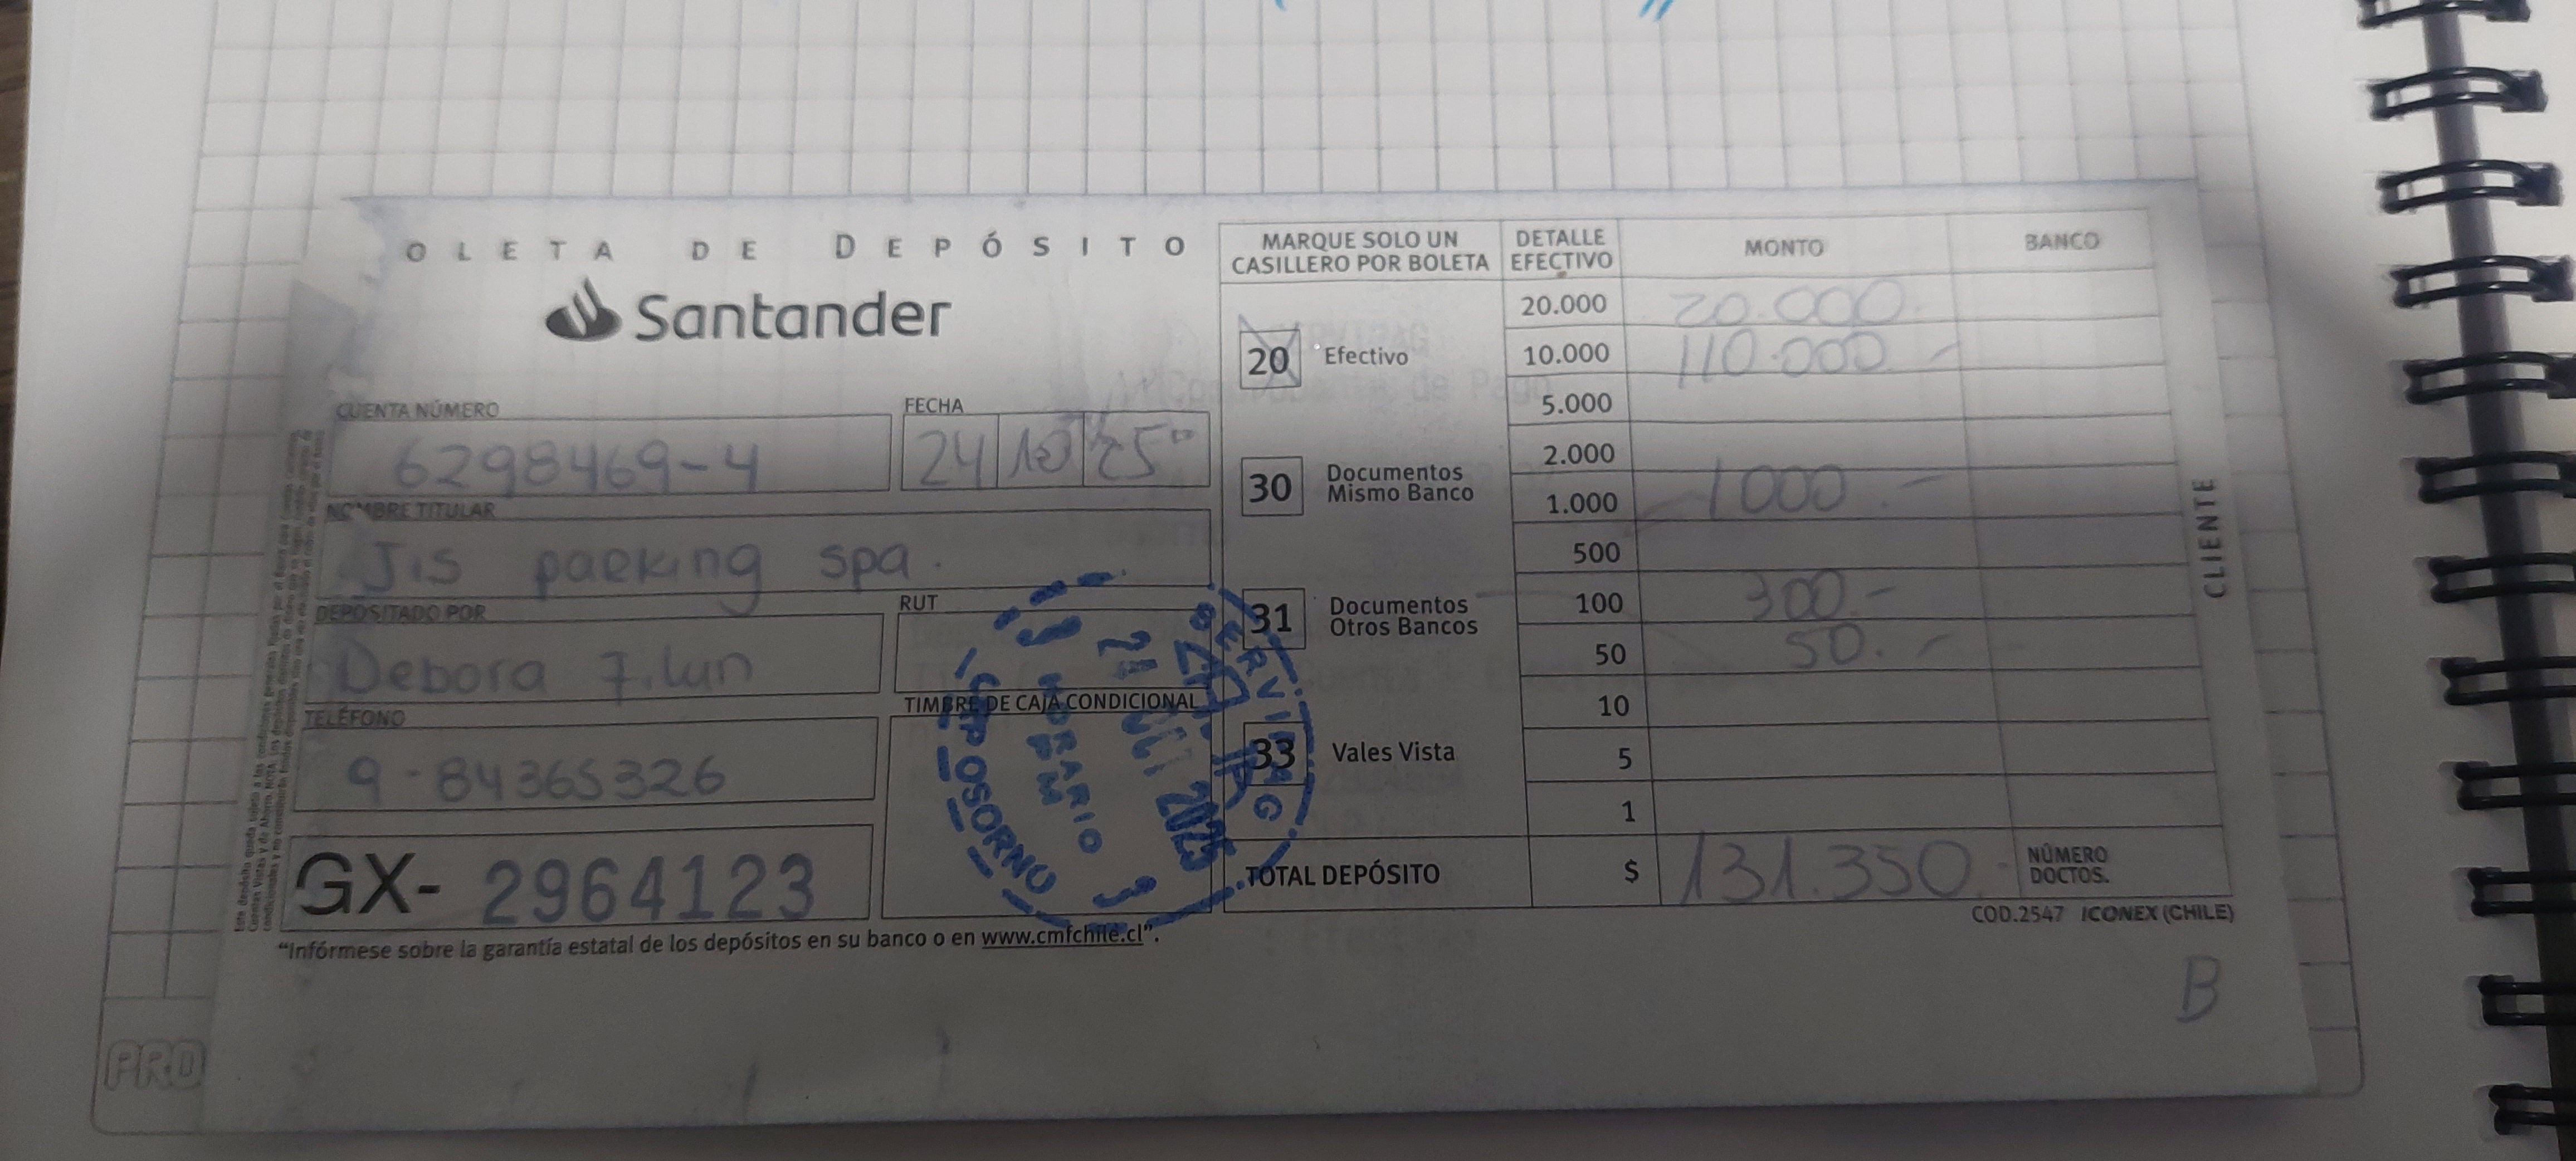 OLETA DE DEPÓSITO
Santander
CUENTA NÚMERO
6298469-4
FECHA
24 10 25
NOMBRE TITULAR
Jis parking spa.
DEPOSITADO POR
Debora
RUT
TELÉFONO
9-84365326
TIMBRE DE CAJA CONDICIONAL
GX- 2964123
"Infórmese sobre la garantía estatal de los depósitos en su banco o en www.cmfchile.cl".
MARQUE SOLO UN
CASILLERO POR BOLETA
20 Efectivo
30 Documentos
Mismo Banco
31 Documentos
Otros Bancos
33 Vales Vista
DETALLE
EFECTIVO
MONTO
BANCO
20.000 20.000.
10.000 110.000.-
5.000
2.000
1.000 1000.-
500
100 300.-
50 50.-
10
5
1
TOTAL DEPÓSITO $ 131.350.-
NÚMERO
DOCTOS.
COD.2547 ICONEX (CHILE)
CLIENTE
SERVIPAG
2025
HORARIO
OSORNO
B
PRO